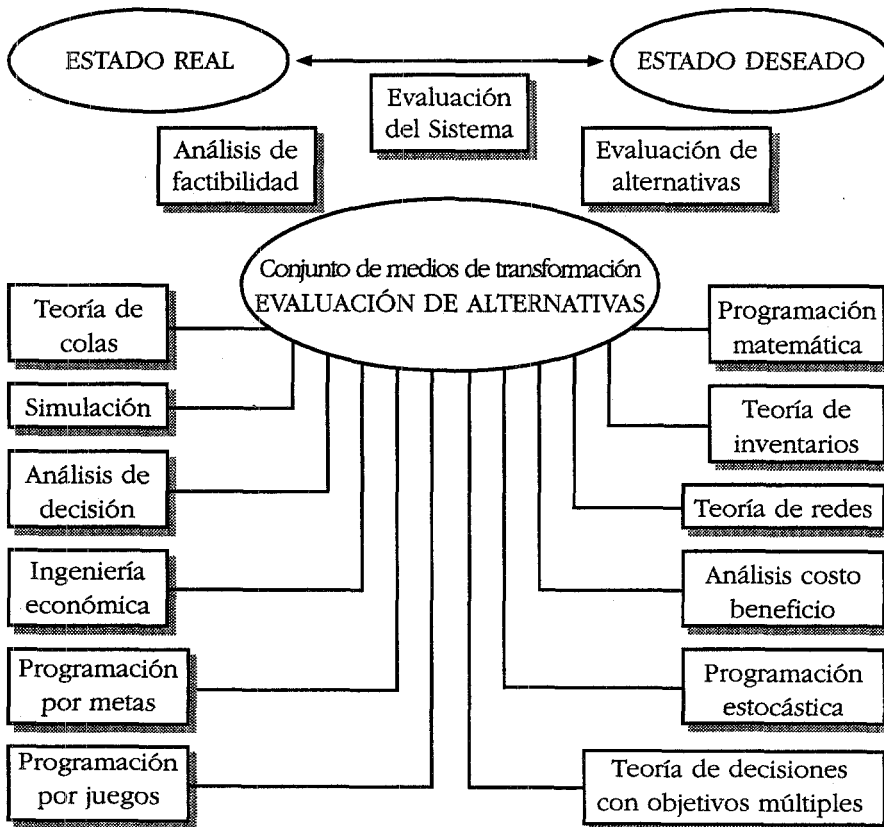 ESTADO REAL
ESTADO DESEADO
Evaluación
del Sistema
Análisis de
factibilidad
Evaluación de
alternativas
Conjunto de medios de transformación
EVALUACIÓN DE ALTERNATIVAS
Teoría de
colas
Simulación
Análisis de
decisión
Ingeniería
económica
Programación
por metas
Programación
por juegos
Programación
matemática
Teoría de
inventarios
Teoría de redes
Análisis costo
beneficio
Programación
estocástica
Teoría de decisiones
con objetivos múltiples